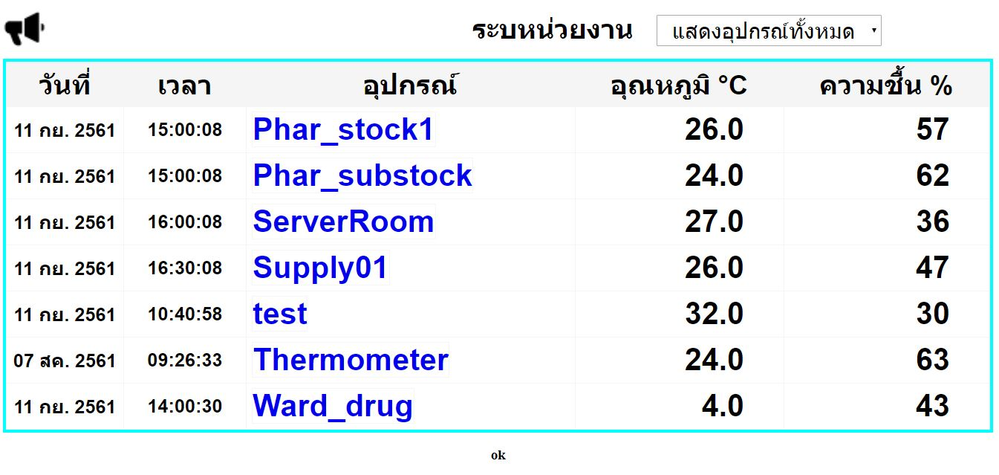 ระบหน่วยงาน แสดงอุปกรณ์ทั้งหมด
วันที่ เวลา อุปกรณ์ อุณหภูมิ °C ความชื้น %
11 กย. 2561 15:00:08 Phar_stock1 26.0 57
11 กย. 2561 15:00:08 Phar_substock 24.0 62
11 กย. 2561 16:00:08 ServerRoom 27.0 36
11 กย. 2561 16:30:08 Supply01 26.0 47
11 กย. 2561 10:40:58 test 32.0 30
07 สค. 2561 09:26:33 Thermometer 24.0 63
11 กย. 2561 14:00:30 Ward_drug 4.0 43
ok